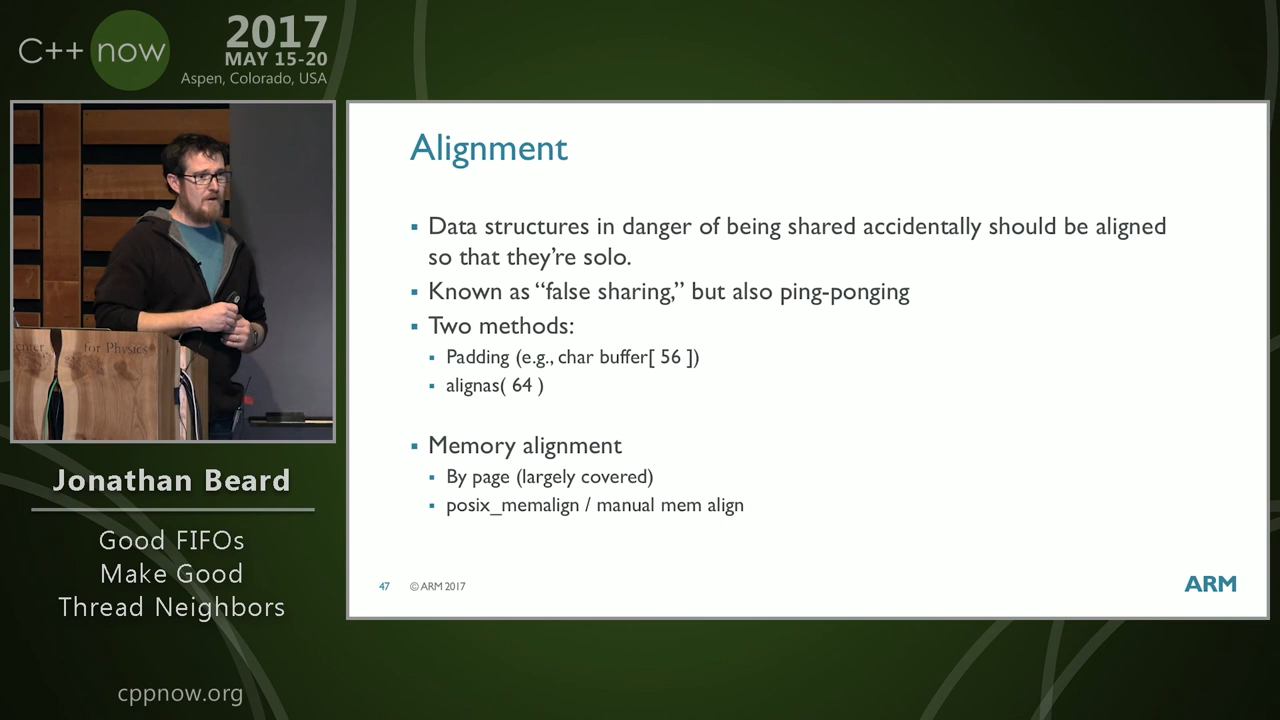 C++ now
2017
MAY 15-20
Aspen, Colorado, USA
enter for Physics
Jonathan Beard
Good FIFOs
Make Good
Thread Neighbors
cppnow.org
Alignment
▪ Data structures in danger of being shared accidentally should be aligned
so that they’re solo.
▪ Known as “false sharing,” but also ping-ponging
▪ Two methods:
▪ Padding (e.g., char buffer[ 56 ])
▪ alignas( 64 )
▪ Memory alignment
▪ By page (largely covered)
▪ posix_memalign / manual mem align
47 © ARM 2017
ARM